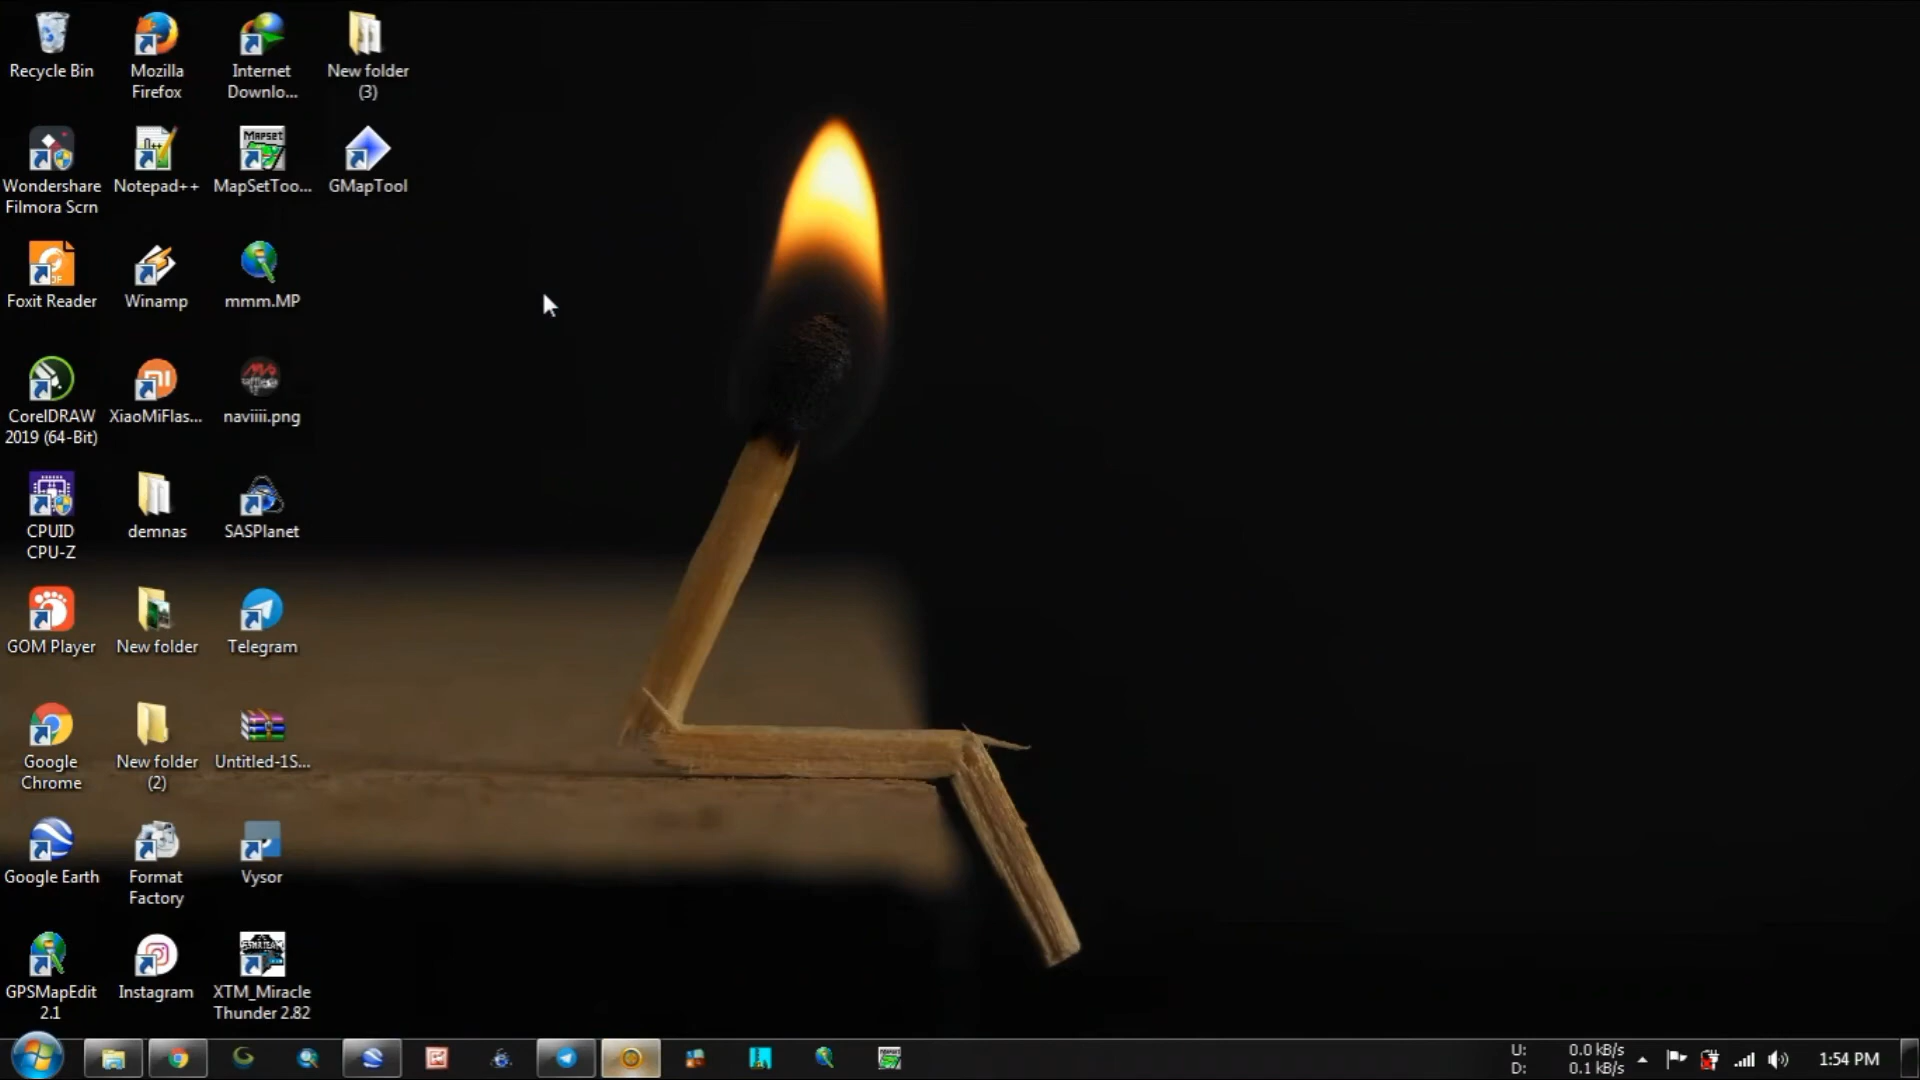 Recycle Bin
Mozilla
Firefox
Internet
Downlo...
New folder
(3)
Wondershare
Filmora Scrn
Notepad++
MapSetToo...
GMapTool
Foxit Reader
Winamp
mmm.MP
CorelDRAW
2019 (64-Bit)
XiaoMiFlas...
naviiii.png
CPUID
CPU-Z
demnas
SASPlanet
GOM Player
New folder
Telegram
Google
Chrome
New folder
(2)
Untitled-1S...
Google Earth
Format
Factory
Vysor
GPSMapEdit
2.1
Instagram
XTM_Miracle
Thunder 2.82
U: 0.0 kB/s
D: 0.1 kB/s
1:54 PM